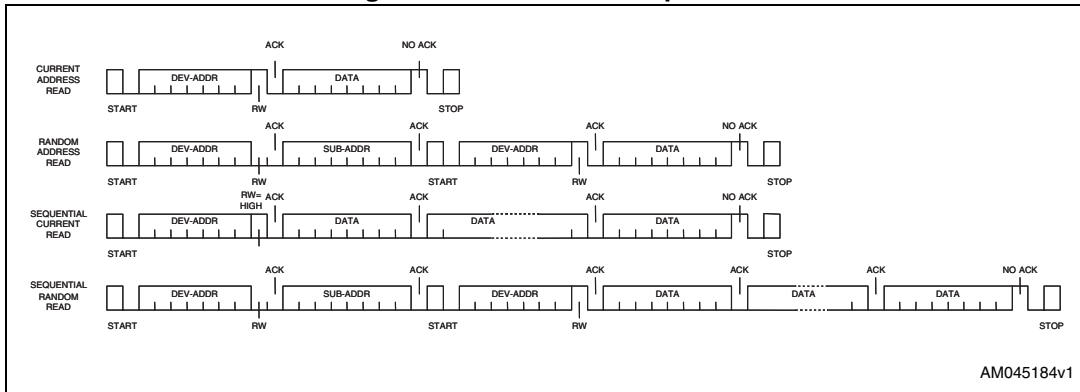 ACK NO ACK
CURRENT
ADDRESS
READ
DEV-ADDR DATA
START RW STOP
ACK ACK ACK NO ACK
RANDOM
ADDRESS
READ
DEV-ADDR SUB-ADDR DEV-ADDR DATA
START RW START RW STOP
RW=
HIGH
ACK ACK ACK NO ACK
SEQUENTIAL
CURRENT
READ
DEV-ADDR DATA DATA DATA
START STOP
ACK ACK ACK ACK ACK NO ACK
SEQUENTIAL
RANDOM
READ
DEV-ADDR SUB-ADDR DEV-ADDR DATA DATA DATA
START RW START RW STOP
AM045184v1